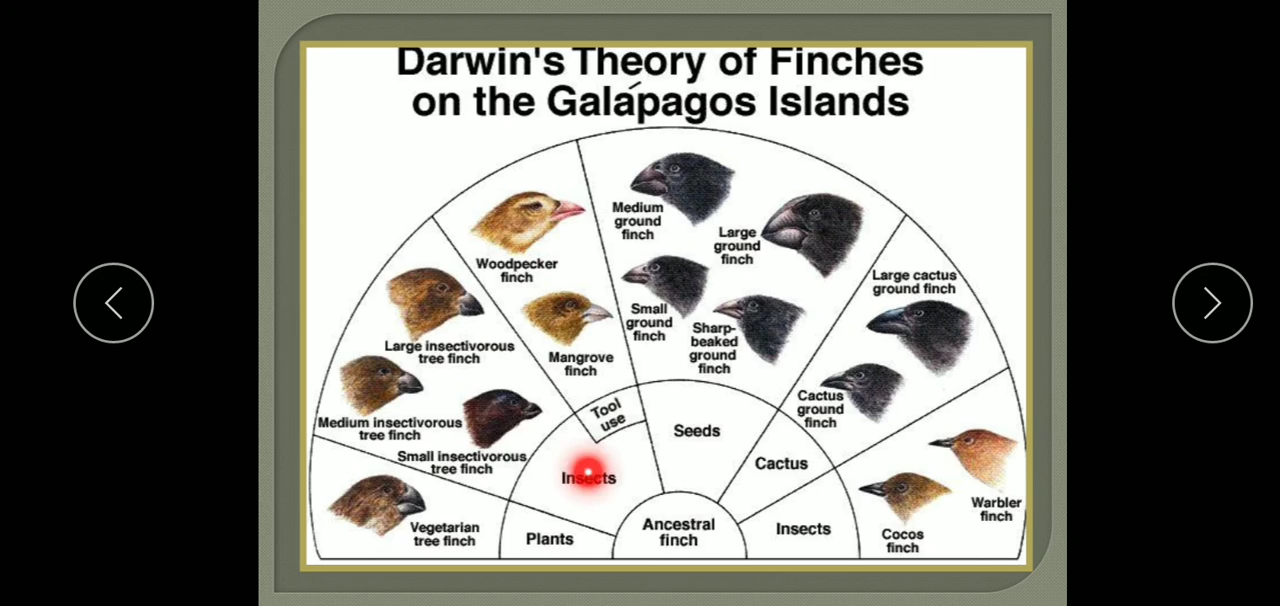 Darwin's Theory of Finches
on the Galápagos Islands
Medium
ground
finch
Large
ground
finch
Small
ground
finch
Sharp-
beaked
ground
finch
Woodpecker
finch
Mangrove
finch
Large insectivorous
tree finch
Medium insectivorous
tree finch
Small insectivorous
tree finch
Vegetarian
tree finch
Large cactus
ground finch
Cactus
ground
finch
Warbler
finch
Cocos
finch
Tool
use
Seeds
Cactus
Insects
Plants
Ancestral
finch
Insects